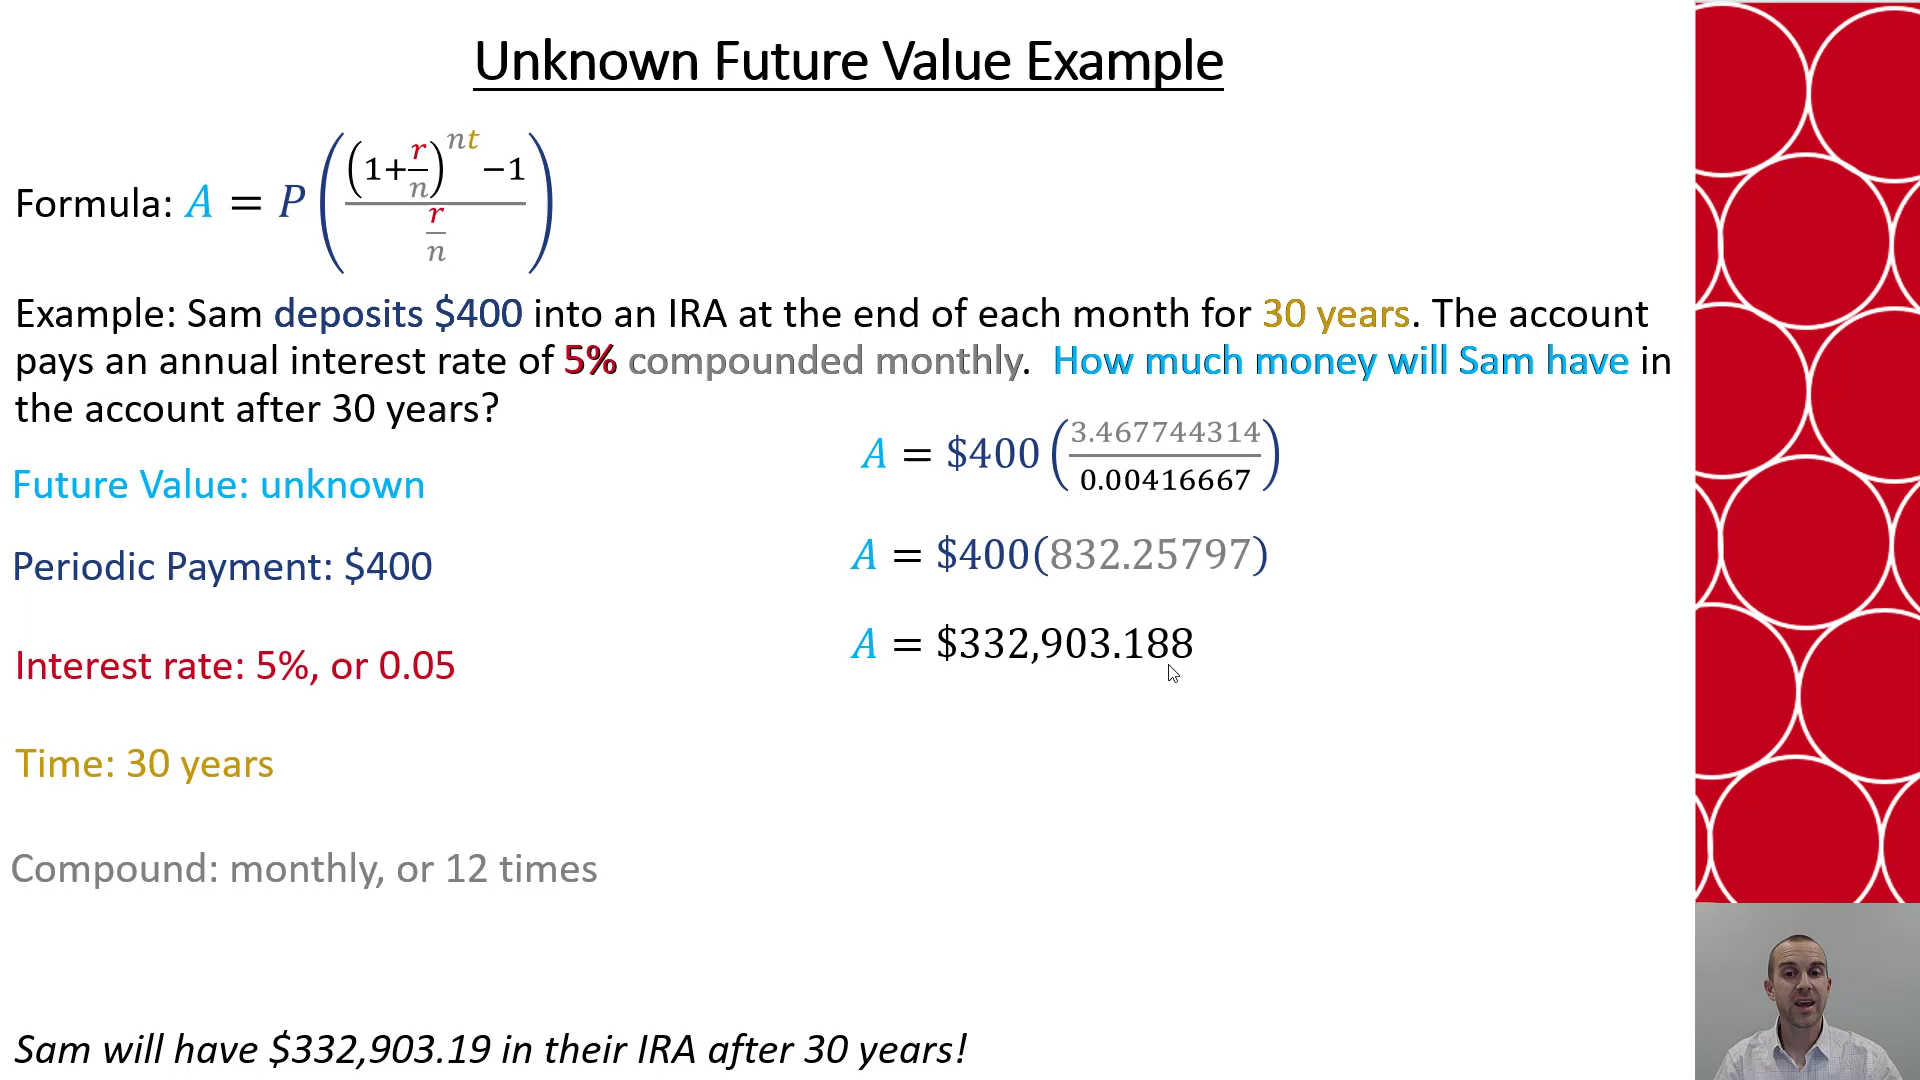 Unknown Future Value Example
Formula: A = P(((1+r/n)^nt −1)/(r/n))
Example: Sam deposits $400 into an IRA at the end of each month for 30 years. The account
pays an annual interest rate of 5% compounded monthly. How much money will Sam have in
the account after 30 years?
A = $400(3.467744314/0.00416667)
Future Value: unknown
A = $400(832.25797)
Periodic Payment: $400
A = $332,903.188
Interest rate: 5%, or 0.05
Time: 30 years
Compound: monthly, or 12 times
Sam will have $332,903.19 in their IRA after 30 years!